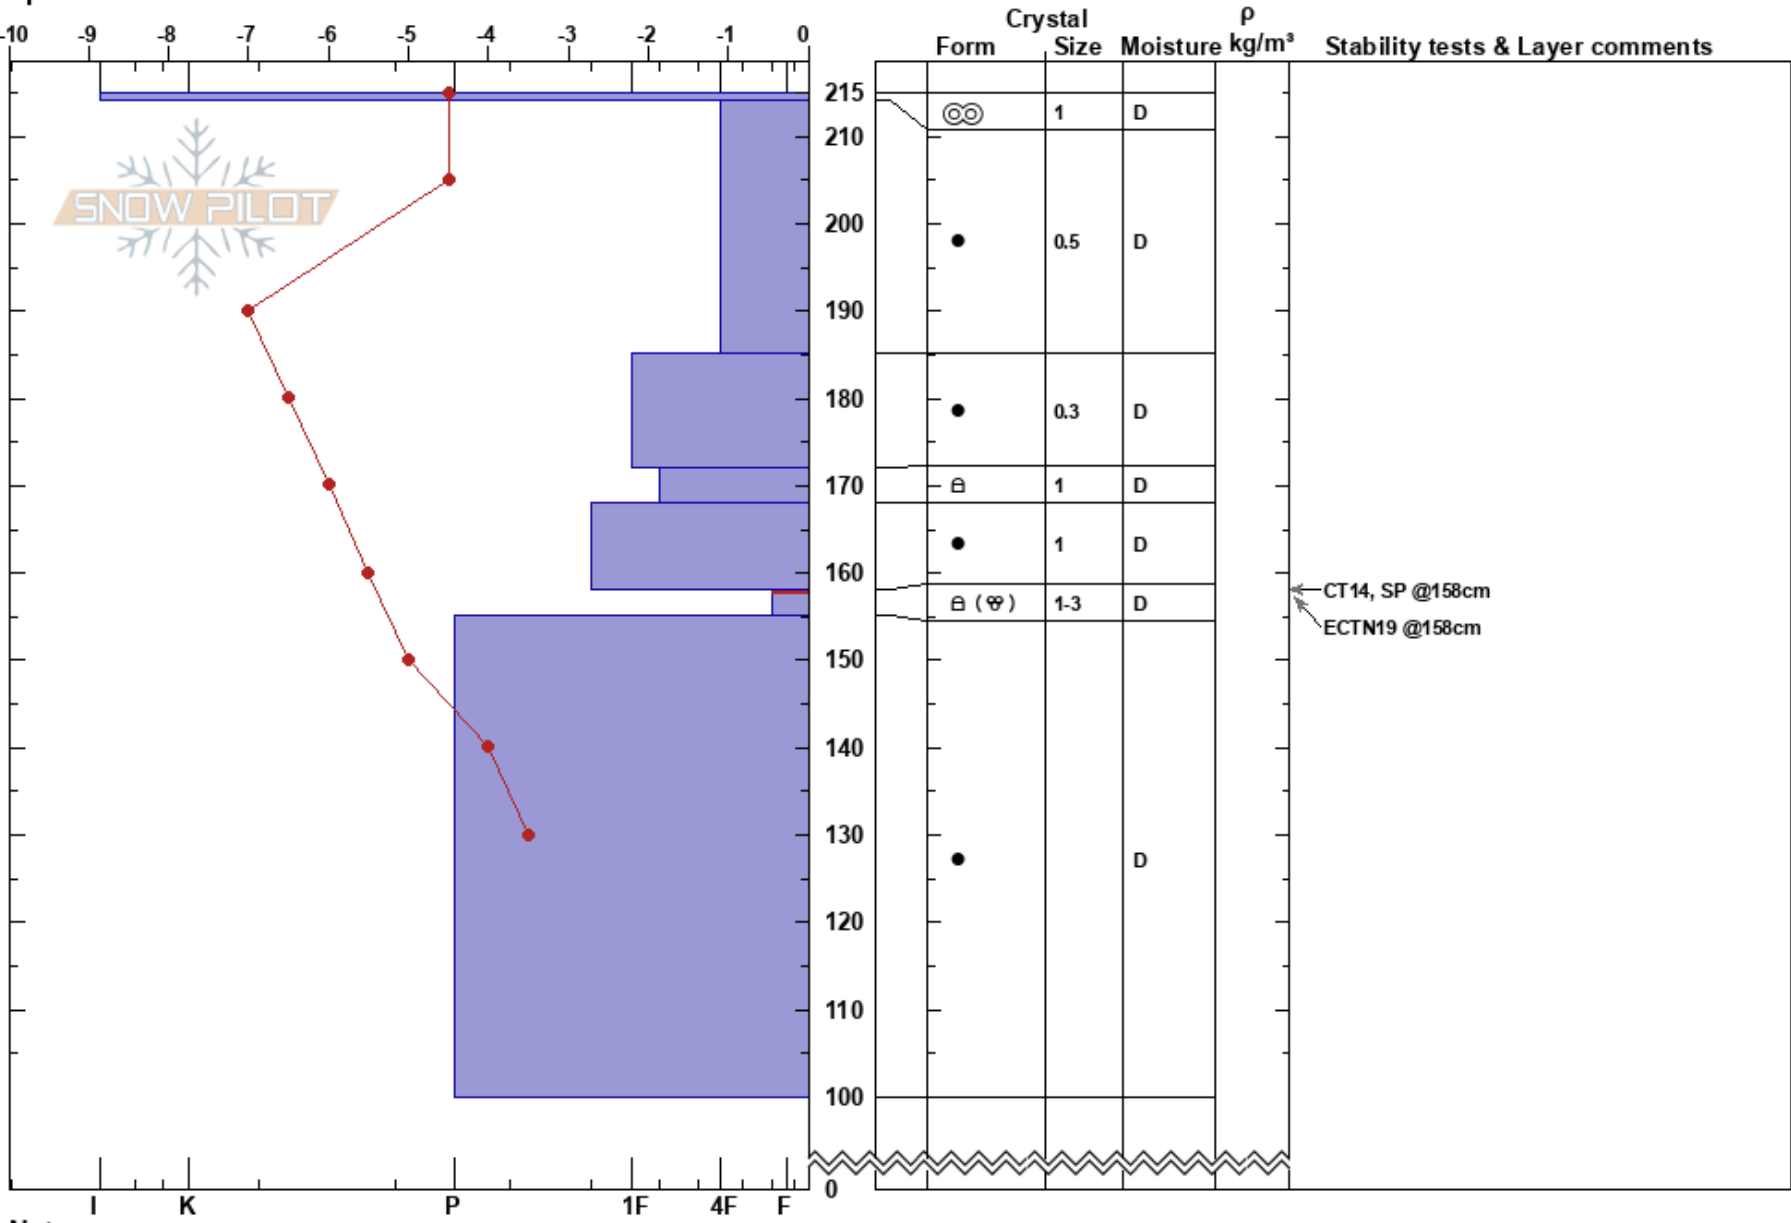 Crystal ρ
-10 -9 -8 -7 -6 -5 -4 -3 -2 -1 0
Form Size Moisture kg/m³ Stability tests & Layer comments
215
1 D
210
SNOW PILOT
200
0.5 D
190
180
0.3 D
170
1 D
1 D
160
CT14, SP @158cm
( ) 1-3 D
ECTN19 @158cm
150
140
130
D
120
110
100
0
I K P 1F 4F F